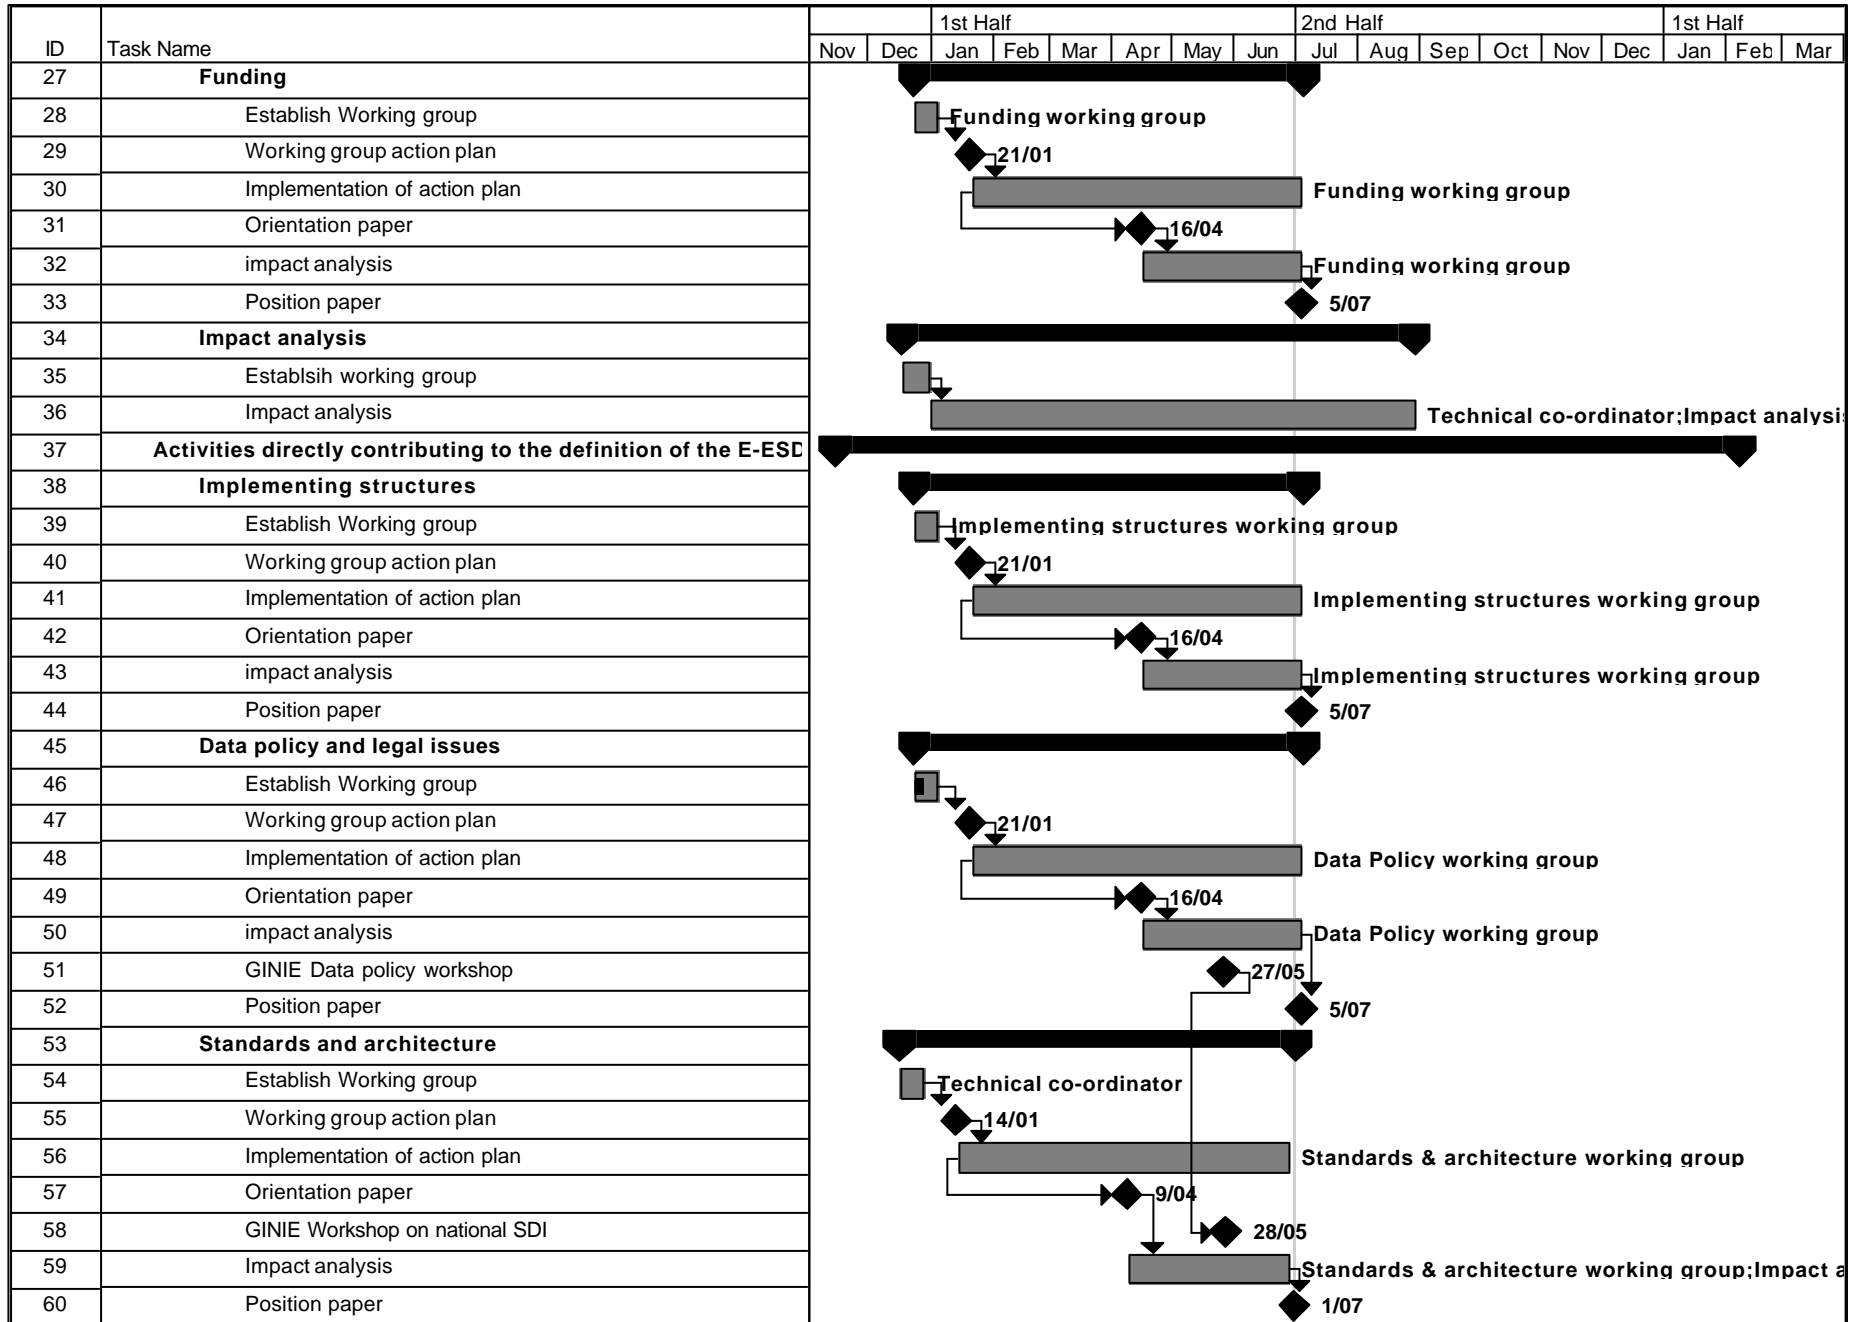 1st Half 2nd Half 1st Half
ID Task Name Nov Dec Jan Feb Mar Apr May Jun Jul Aug Sep Oct Nov Dec Jan Feb Mar
27 Funding
28 Establish Working group Funding working group
29 Working group action plan 21/01
30 Implementation of action plan Funding working group
31 Orientation paper 16/04
32 impact analysis Funding working group
33 Position paper 5/07
34 Impact analysis
35 Establsih working group
36 Impact analysis Technical co-ordinator;Impact analysis
37 Activities directly contributing to the definition of the E-ESD
38 Implementing structures
39 Establish Working group Implementing structures working group
40 Working group action plan 21/01
41 Implementation of action plan Implementing structures working group
42 Orientation paper 16/04
43 impact analysis Implementing structures working group
44 Position paper 5/07
45 Data policy and legal issues
46 Establish Working group
47 Working group action plan 21/01
48 Implementation of action plan Data Policy working group
49 Orientation paper 16/04
50 impact analysis Data Policy working group
51 GINIE Data policy workshop 27/05
52 Position paper 5/07
53 Standards and architecture
54 Establish Working group Technical co-ordinator
55 Working group action plan 14/01
56 Implementation of action plan Standards & architecture working group
57 Orientation paper 9/04
58 GINIE Workshop on national SDI 28/05
59 Impact analysis Standards & architecture working group;Impact a
60 Position paper 1/07